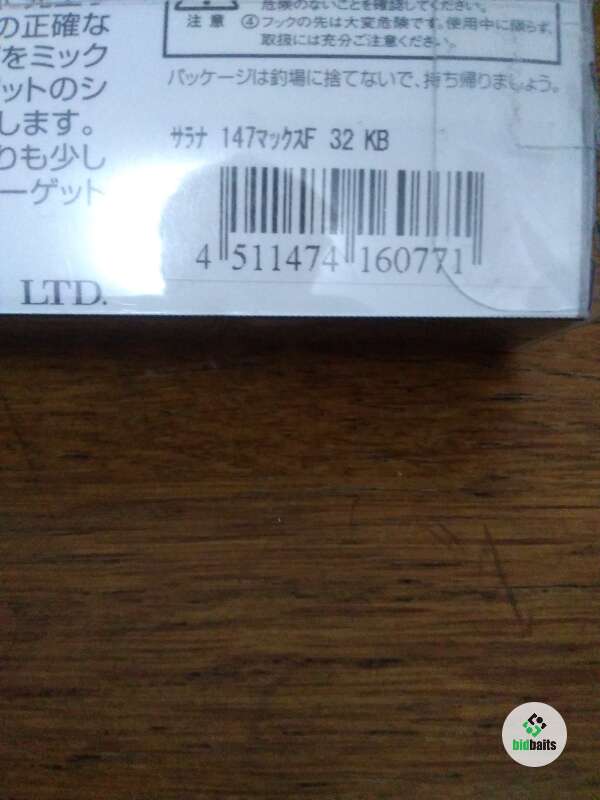 の正確な
をミック
ットのシ
します。
りも少し
ーゲット
LTD.
危険のないことを確認してください。
注意 ④フックの先は大変危険です。使用中に限らず、
取扱には充分ご注意ください。
パッケージは釣場に捨てないで、持ち帰りましょう。
サラナ 147マックスF 32 KB
4 511474 160771
bidbaits